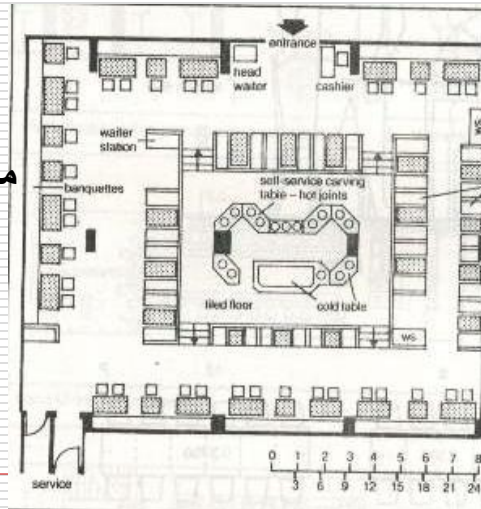 entrance
head
waiter
cashier
waiter
station
banquettes
self-service carving
table – hot joints
tiled floor
cold table
ws
0 1 2 3 4 5 6 7 8
3 6 9 12 15 18 21 24
service